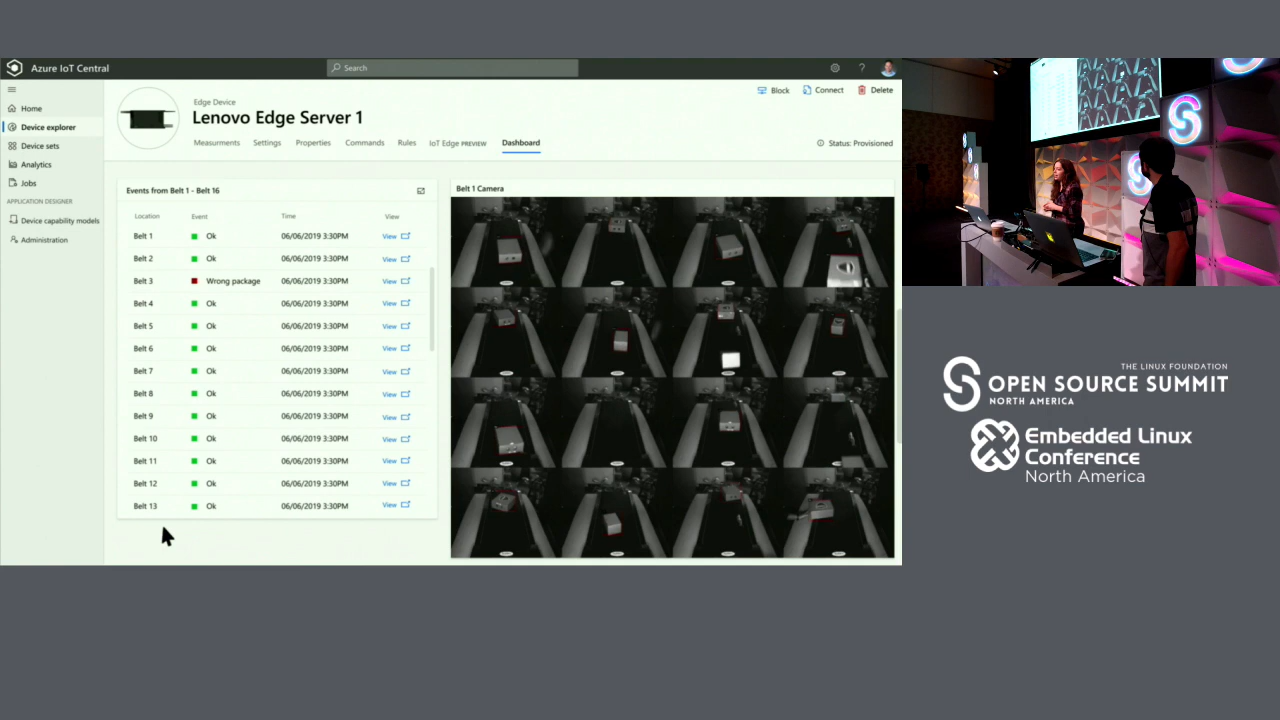 Azure IoT Central
Search
?
Home
Device explorer
Device sets
Analytics
Jobs
APPLICATION DESIGNER
Device capability models
Administration
Edge Device
Lenovo Edge Server 1
Block
Connect
Delete
Measurments
Settings
Properties
Commands
Rules
IoT Edge PREVIEW
Dashboard
Status: Provisioned
Events from Belt 1 - Belt 16
Location Event Time View
Belt 1 Ok 06/06/2019 3:30PM View
Belt 2 Ok 06/06/2019 3:30PM View
Belt 3 Wrong package 06/06/2019 3:30PM View
Belt 4 Ok 06/06/2019 3:30PM View
Belt 5 Ok 06/06/2019 3:30PM View
Belt 6 Ok 06/06/2019 3:30PM View
Belt 7 Ok 06/06/2019 3:30PM View
Belt 8 Ok 06/06/2019 3:30PM View
Belt 9 Ok 06/06/2019 3:30PM View
Belt 10 Ok 06/06/2019 3:30PM View
Belt 11 Ok 06/06/2019 3:30PM View
Belt 12 Ok 06/06/2019 3:30PM View
Belt 13 Ok 06/06/2019 3:30PM View
Belt 1 Camera
THE LINUX FOUNDATION
OPEN SOURCE SUMMIT
NORTH AMERICA
Embedded Linux
Conference
North America